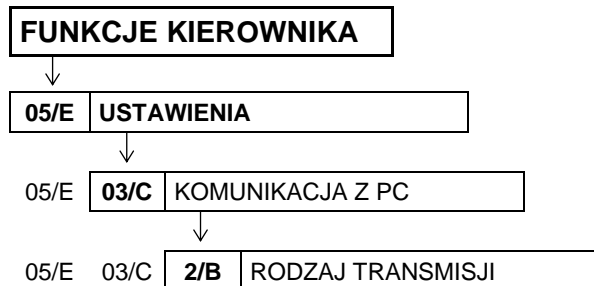 FUNKCJE KIEROWNIKA
05/E USTAWIENIA
05/E 03/C KOMUNIKACJA Z PC
05/E 03/C 2/B RODZAJ TRANSMISJI